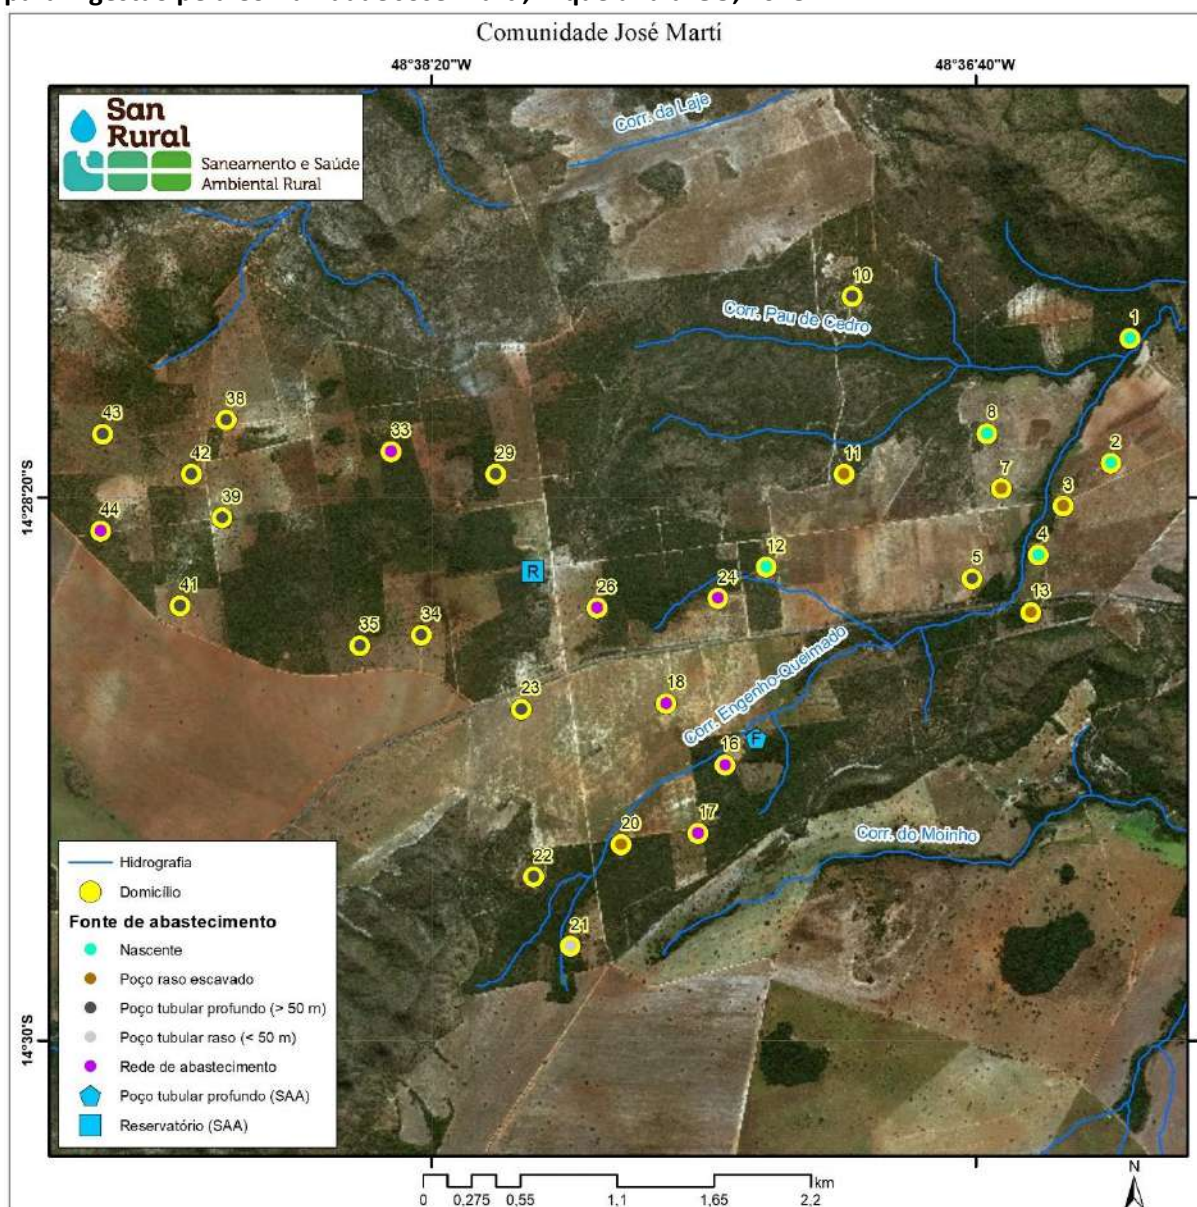 Comunidade José Martí
48°38'20"W
48°36'40"W
San
Rural
Saneamento e Saúde
Ambiental Rural
Corr. da Laje
10
Corr. Pau de Cedro
1
43
38
33
29
8
2
42
11
7
3
14°28'20"S
44
39
4
12
5
R
41
26
24
13
35
34
Corr. Engenho-Queimado
18
23
F
16
17
20
Corr. do Moinho
22
21
Hidrografia
Domicílio
Fonte de abastecimento
Nascente
Poço raso escavado
Poço tubular profundo (> 50 m)
Poço tubular raso (< 50 m)
Rede de abastecimento
Poço tubular profundo (SAA)
Reservatório (SAA)
14°30'S
km
0 0,275 0,55 1,1 1,65 2,2
N